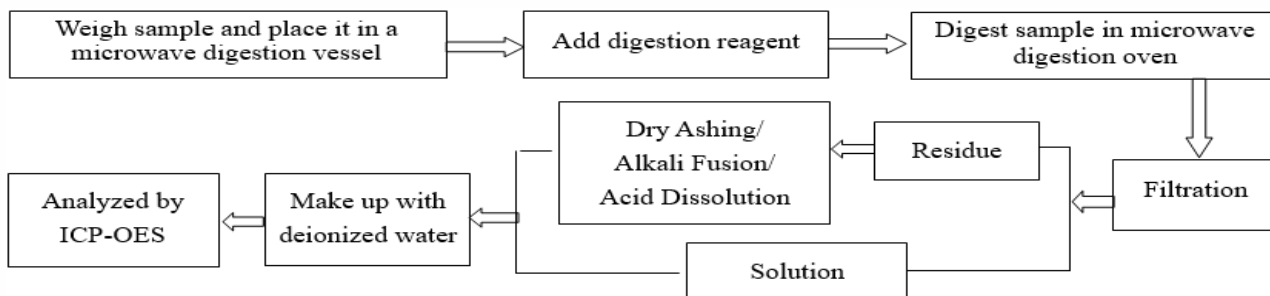 Weigh sample and place it in a
microwave digestion vessel
Add digestion reagent
Digest sample in microwave
digestion oven
Filtration
Residue
Dry Ashing/
Alkali Fusion/
Acid Dissolution
Solution
Make up with
deionized water
Analyzed by
ICP-OES